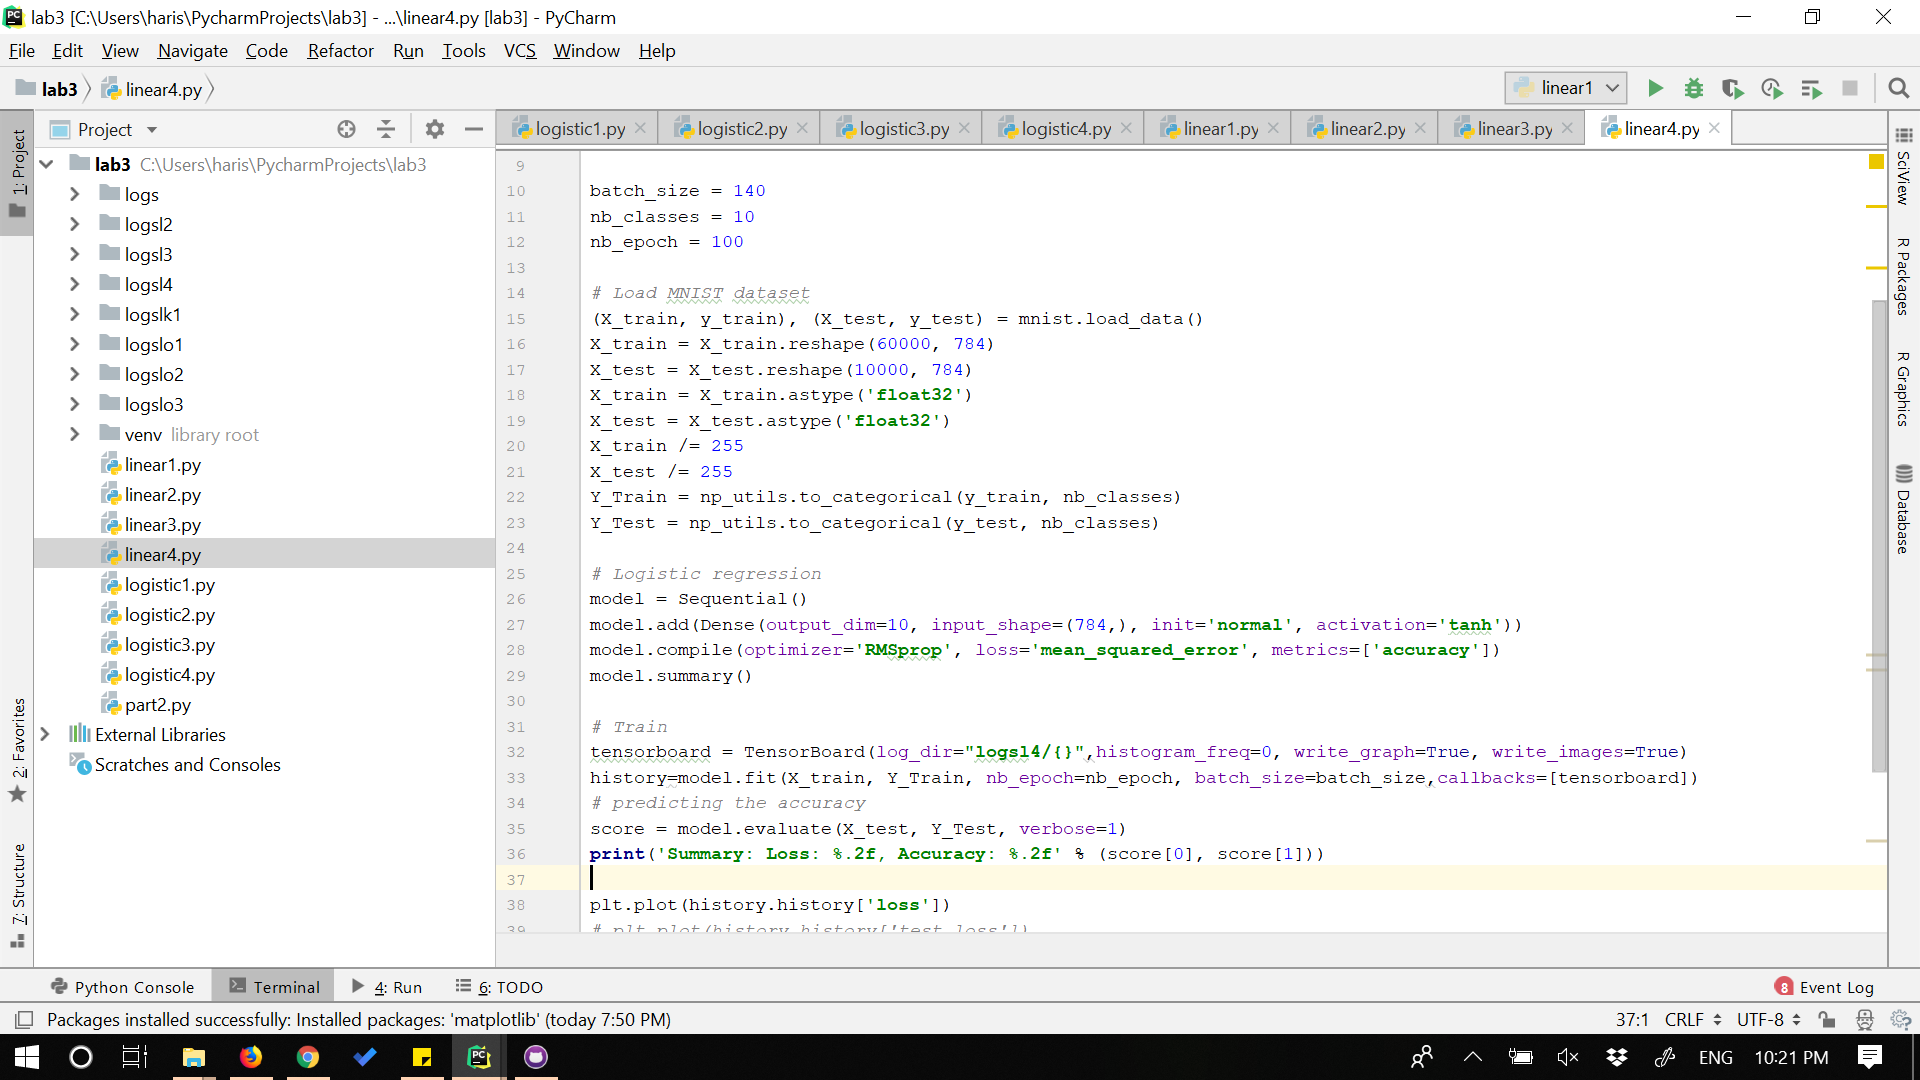 lab3 [C:\Users\haris\PycharmProjects\lab3] - ...\linear4.py [lab3] - PyCharm
File Edit View Navigate Code Refactor Run Tools VCS Window Help
lab3 linear4.py linear1
Project
logistic1.py logistic2.py logistic3.py logistic4.py linear1.py linear2.py linear3.py linear4.py
1: Project
2: Favorites
7: Structure
lab3 C:\Users\haris\PycharmProjects\lab3
logs
logsl2
logsl3
logsl4
logslk1
logslo1
logslo2
logslo3
venv library root
linear1.py
linear2.py
linear3.py
linear4.py
logistic1.py
logistic2.py
logistic3.py
logistic4.py
part2.py
External Libraries
Scratches and Consoles
9
10 batch_size = 140
11 nb_classes = 10
12 nb_epoch = 100
13
14 # Load MNIST dataset
15 (X_train, y_train), (X_test, y_test) = mnist.load_data()
16 X_train = X_train.reshape(60000, 784)
17 X_test = X_test.reshape(10000, 784)
18 X_train = X_train.astype('float32')
19 X_test = X_test.astype('float32')
20 X_train /= 255
21 X_test /= 255
22 Y_Train = np_utils.to_categorical(y_train, nb_classes)
23 Y_Test = np_utils.to_categorical(y_test, nb_classes)
24
25 # Logistic regression
26 model = Sequential()
27 model.add(Dense(output_dim=10, input_shape=(784,), init='normal', activation='tanh'))
28 model.compile(optimizer='RMSprop', loss='mean_squared_error', metrics=['accuracy'])
29 model.summary()
30
31 # Train
32 tensorboard = TensorBoard(log_dir="logsl4/{}",histogram_freq=0, write_graph=True, write_images=True)
33 history=model.fit(X_train, Y_Train, nb_epoch=nb_epoch, batch_size=batch_size,callbacks=[tensorboard])
34 # predicting the accuracy
35 score = model.evaluate(X_test, Y_Test, verbose=1)
36 print('Summary: Loss: %.2f, Accuracy: %.2f' % (score[0], score[1]))
37
38 plt.plot(history.history['loss'])
39 # plt.plot(history.history['test_loss'])
SciView
R Packages
R Graphics
Database
Python Console Terminal 4: Run 6: TODO 8 Event Log
Packages installed successfully: Installed packages: 'matplotlib' (today 7:50 PM) 37:1 CRLF UTF-8
ENG 10:21 PM